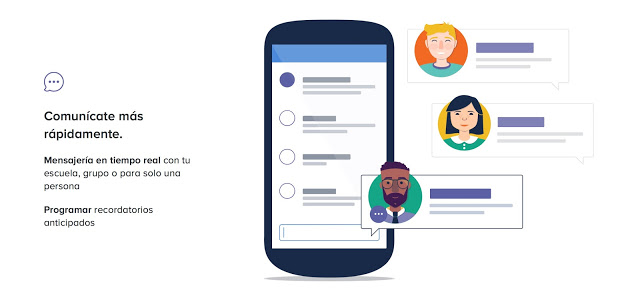 Comunícate más
rápidamente.
Mensajería en tiempo real con tu
escuela, grupo o para solo una
persona
Programar recordatorios
anticipados